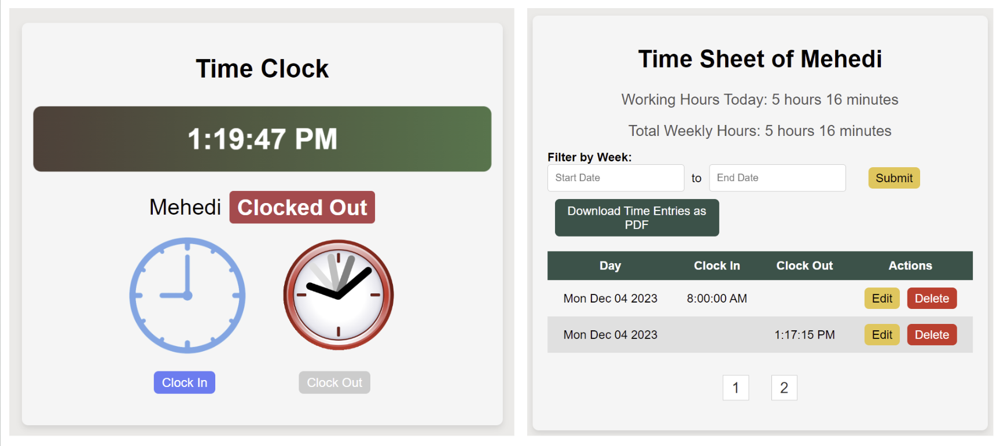 Time Clock
1:19:47 PM
Mehedi Clocked Out
Clock In Clock Out
Time Sheet of Mehedi
Working Hours Today: 5 hours 16 minutes
Total Weekly Hours: 5 hours 16 minutes
Filter by Week:
Start Date to End Date Submit
Download Time Entries as
PDF
Day Clock In Clock Out Actions
Mon Dec 04 2023 8:00:00 AM Edit Delete
Mon Dec 04 2023 1:17:15 PM Edit Delete
1 2